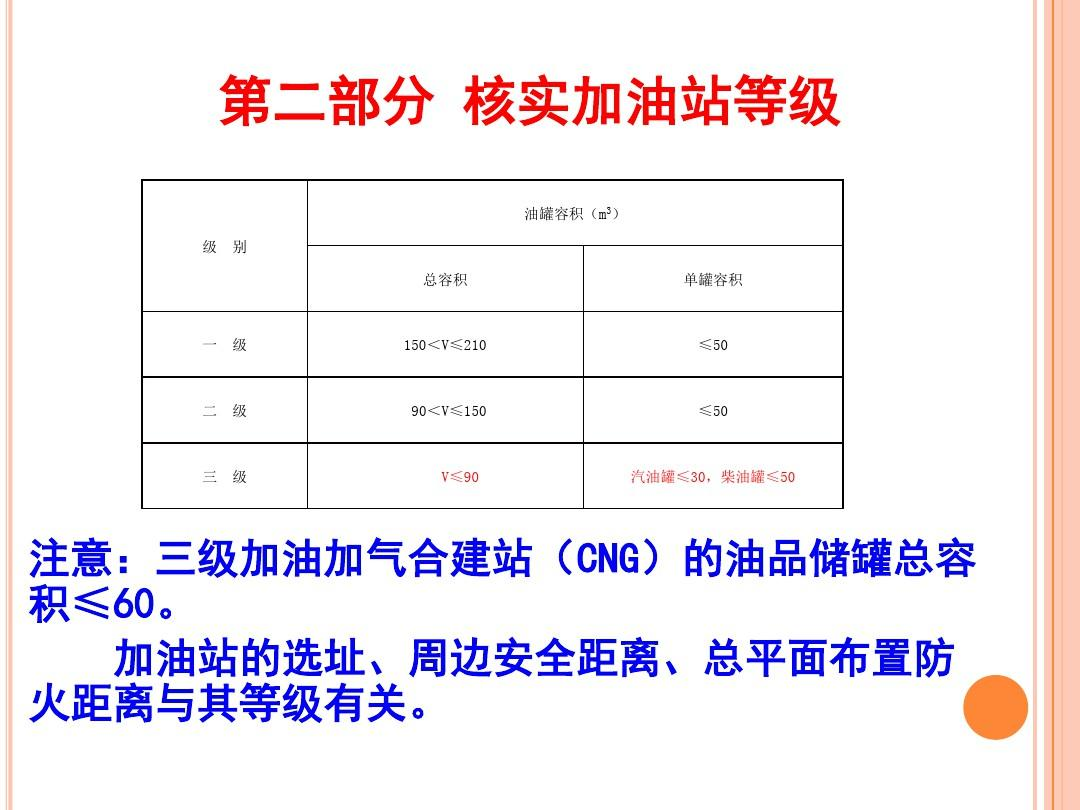 第二部分 核实加油站等级
级 别
油罐容积（m³）
总容积
单罐容积
一 级
150＜V≤210
≤50
二 级
90＜V≤150
≤50
三 级
V≤90
汽油罐≤30，柴油罐≤50
注意：三级加油加气合建站（CNG）的油品储罐总容
积≤60。
加油站的选址、周边安全距离、总平面布置防
火距离与其等级有关。